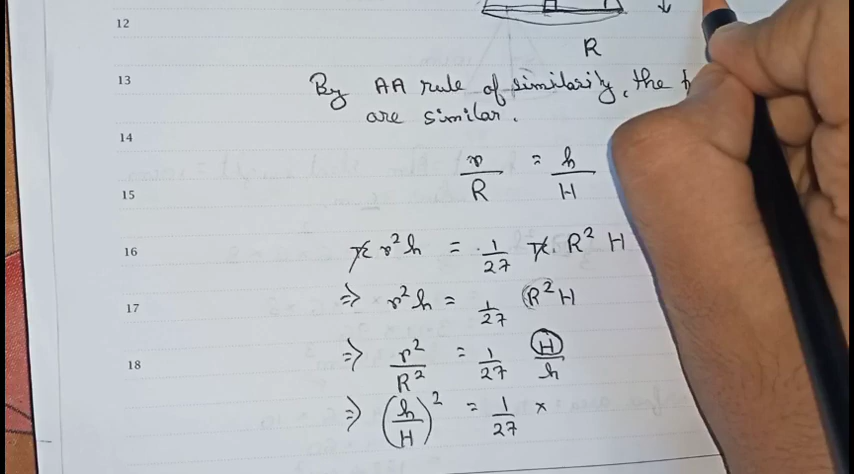 12
R
13
By AA rule of similarity, the
are similar.
14
r/R = h/H
15
16
π r²h = 1/27 π. R² H
17
⇒ r²h = 1/27 R²H
18
⇒ r²/R² = 1/27 H/h
⇒ (h/H)² = 1/27 ×